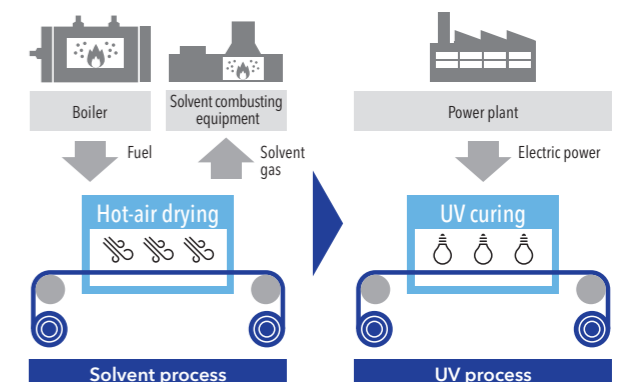 Boiler
Solvent combusting
equipment
Power plant
Fuel
Solvent
gas
Electric power
Hot-air drying
UV curing
Solvent process
UV process